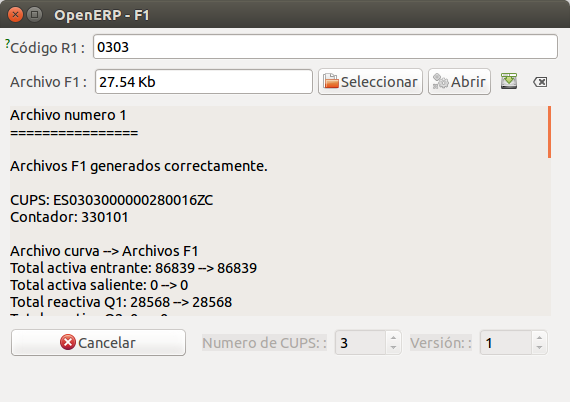 OpenERP - F1
?Código R1 : 0303
Archivo F1 : 27.54 Kb Seleccionar Abrir
Archivo numero 1
================
Archivos F1 generados correctamente.
CUPS: ES0303000000280016ZC
Contador: 330101
Archivo curva --> Archivos F1
Total activa entrante: 86839 --> 86839
Total activa saliente: 0 --> 0
Total reactiva Q1: 28568 --> 28568
Cancelar Numero de CUPS: : 3 Versión: : 1